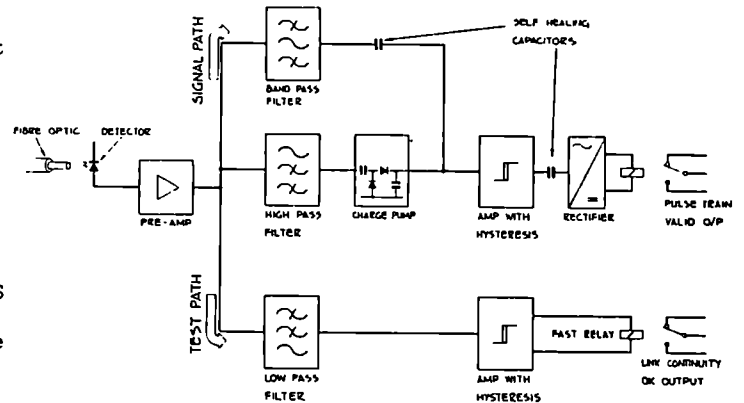 SELF HEALING
CAPACITORS
SIGNAL PATH
BAND PASS
FILTER
FIBRE OPTIC
DETECTOR
PRE-AMP
HIGH PASS
FILTER
CHARGE PUMP
AMP WITH
HYSTERESIS
RECTIFIER
PULSE TRAIN
VALID O/P
TEST PATH
LOW PASS
FILTER
AMP WITH
HYSTERESIS
FAST RELAY
LINK CONTINUITY
OK OUTPUT